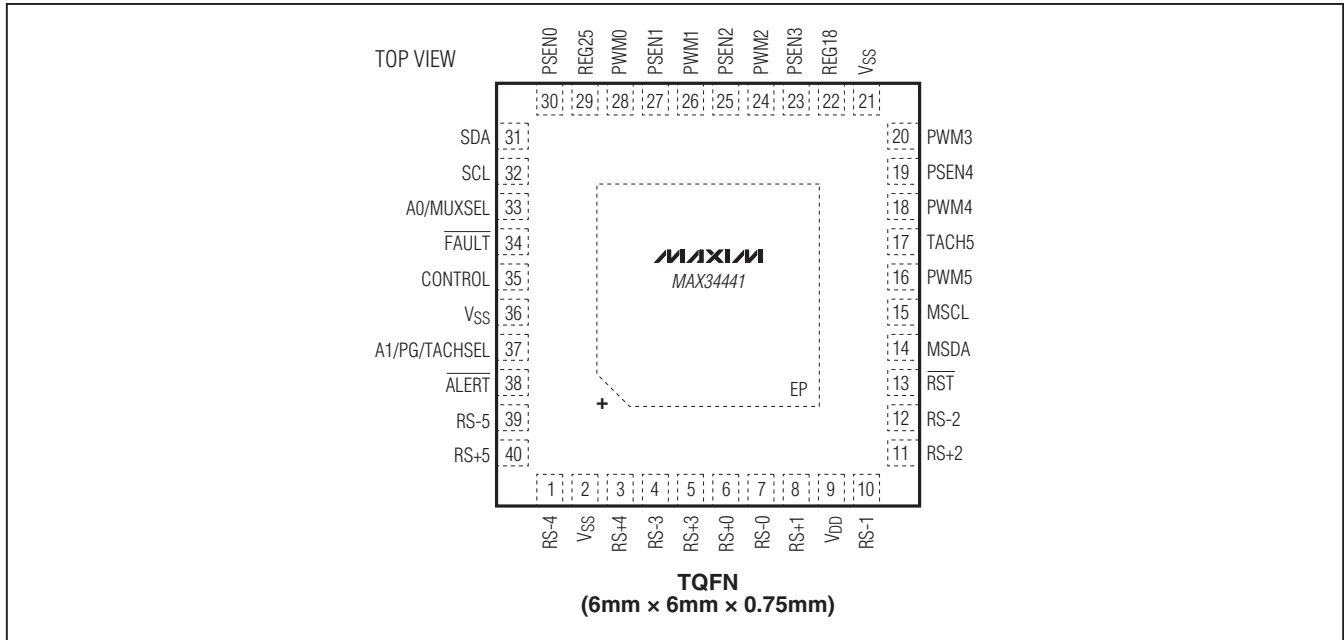 TOP VIEW
PSEN0
REG25
PWM0
PSEN1
PWM1
PSEN2
PWM2
PSEN3
REG18
VSS
30 29 28 27 26 25 24 23 22 21
SDA 31
SCL 32
A0/MUXSEL 33
FAULT 34
CONTROL 35
VSS 36
A1/PG/TACHSEL 37
ALERT 38
RS-5 39
RS+5 40
MAXIM
MAX34441
EP
+
20 PWM3
19 PSEN4
18 PWM4
17 TACH5
16 PWM5
15 MSCL
14 MSDA
13 RST
12 RS-2
11 RS+2
1 2 3 4 5 6 7 8 9 10
RS-4
VSS
RS+4
RS-3
RS+3
RS+0
RS-0
RS+1
VDD
RS-1
TQFN
(6mm × 6mm × 0.75mm)